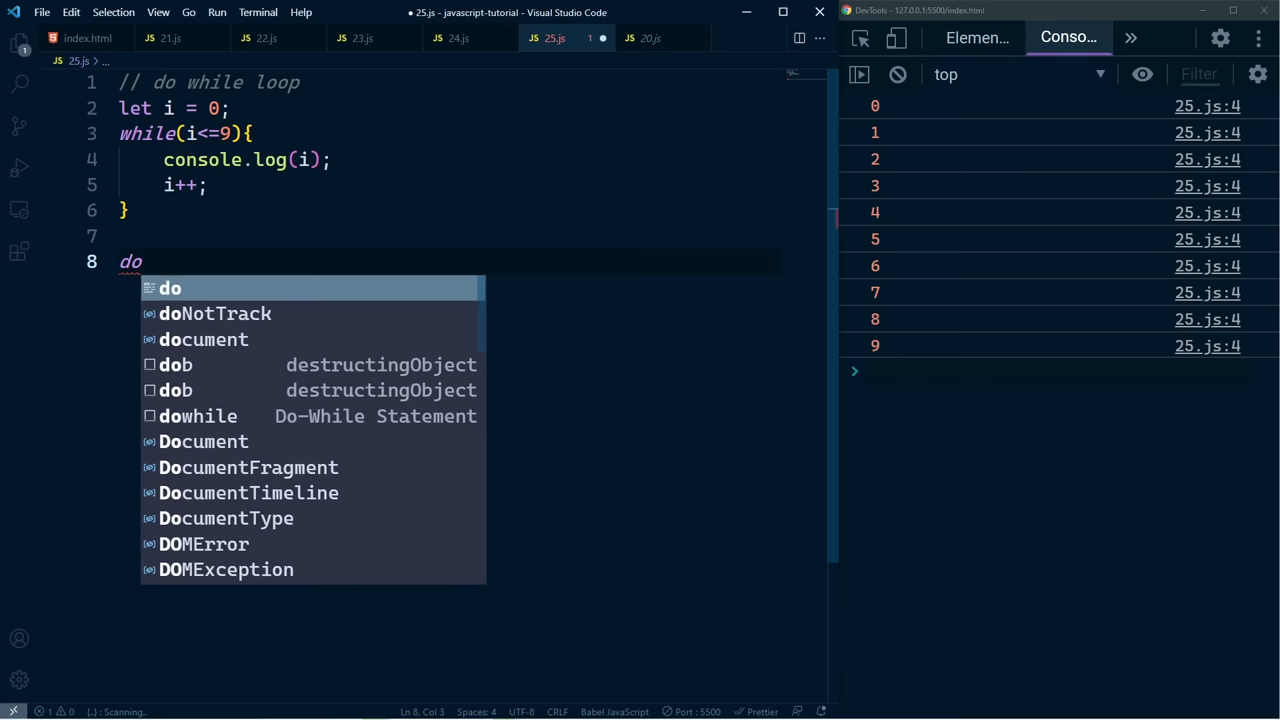 File Edit Selection View Go Run Terminal Help
● 25.js - javascript-tutorial - Visual Studio Code
DevTools - 127.0.0.1:5500/index.html
index.html JS 21.js JS 22.js JS 23.js JS 24.js JS 25.js 1 JS 20.js
Elemen... Conso... »
JS 25.js > ...
top Filter
1 // do while loop
2 let i = 0;
3 while(i<=9){
4 console.log(i);
5 i++;
6 }
7
8 do
do
doNotTrack
document
dob destructingObject
dob destructingObject
dowhile Do-While Statement
Document
DocumentFragment
DocumentTimeline
DocumentType
DOMError
DOMException
0 25.js:4
1 25.js:4
2 25.js:4
3 25.js:4
4 25.js:4
5 25.js:4
6 25.js:4
7 25.js:4
8 25.js:4
9 25.js:4
>
1
1 0 {..} : Scanning.. Ln 8, Col 3 Spaces: 4 UTF-8 CRLF Babel JavaScript Port : 5500 Prettier